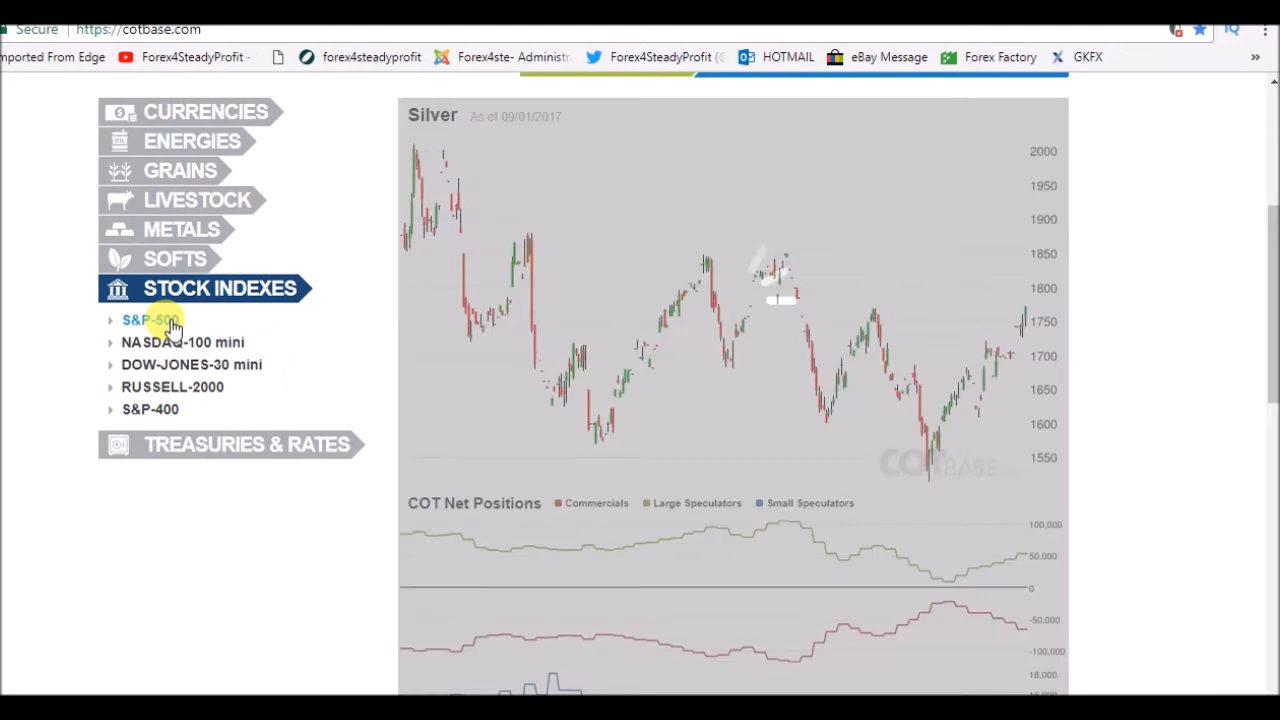 Secure | https://cotbase.com
mported From Edge Forex4SteadyProfit - forex4steadyprofit Forex4ste- Administr Forex4SteadyProfit (@ HOTMAIL eBay Message Forex Factory GKFX »
CURRENCIES
ENERGIES
GRAINS
LIVESTOCK
METALS
SOFTS
STOCK INDEXES
S&P-500
NASDAQ-100 mini
DOW-JONES-30 mini
RUSSELL-2000
S&P-400
TREASURIES & RATES
Silver As of 09/01/2017
2000
1950
1900
1850
1800
1750
1700
1650
1600
1550
COTBASE
COT Net Positions Commercials Large Speculators Small Speculators
100,000
50,000
0
-50,000
-100,000
18,000